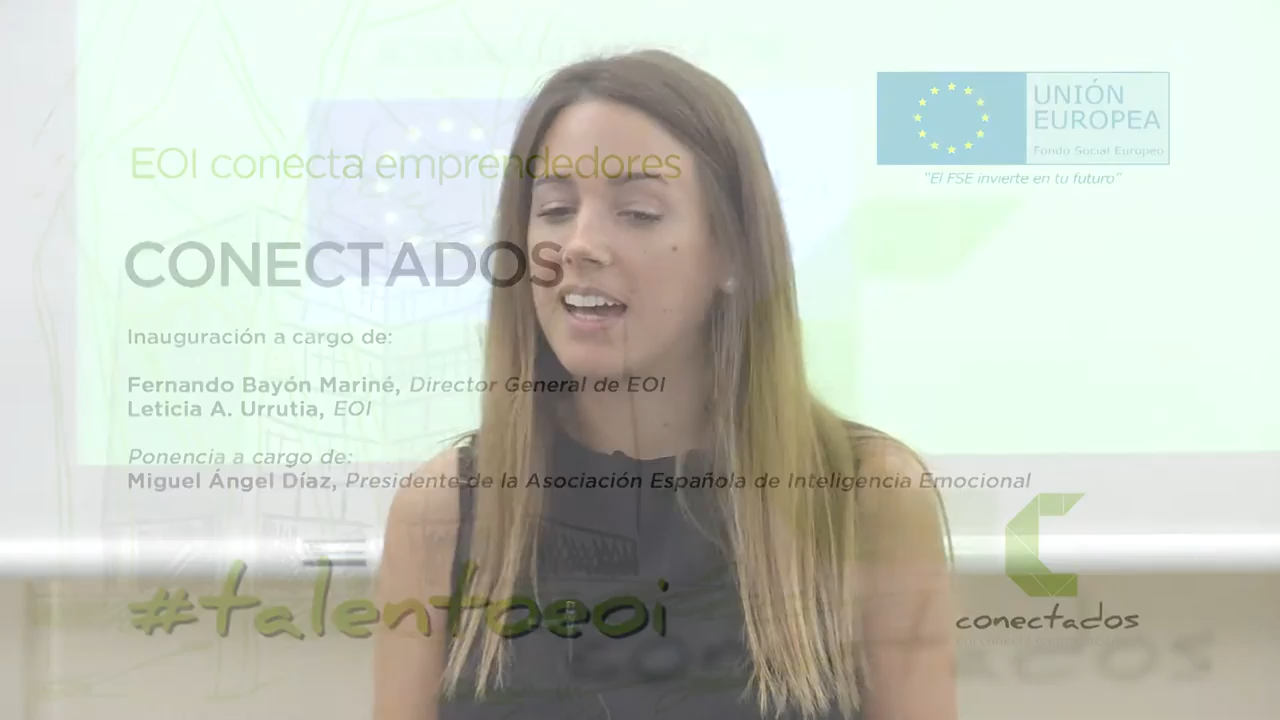 EOI conecta emprendedores
CONECTADOS
Inauguración a cargo de:
Fernando Bayón Mariné, Director General de EOI
Leticia A. Urrutia, EOI
Ponencia a cargo de:
Miguel Ángel Díaz, Presidente de la Asociación Española de Inteligencia Emocional
#talentoeoi
UNIÓN
EUROPEA
Fondo Social Europeo
"El FSE invierte en tu futuro"
conectados